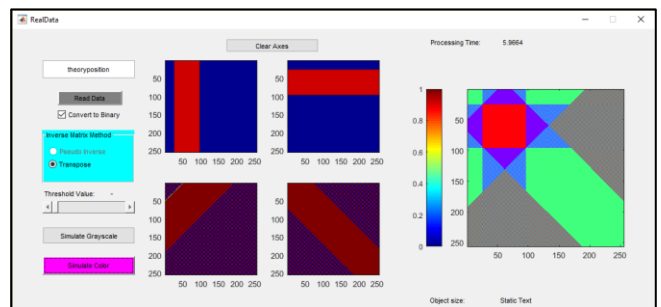 RealData
Clear Axes
Processing Time: 5.9664
theoryposition
Read Data
Convert to Binary
Inverse Matrix Method
Pseudo Inverse
Transpose
Threshold Value: -
Simulate Grayscale
Simulate Color
50
100
150
200
250
50 100 150 200 250
50
100
150
200
250
50 100 150 200 250
50
100
150
200
250
50 100 150 200 250
50
100
150
200
250
50 100 150 200 250
1
0.8
0.6
0.4
0.2
0
0
50
100
150
200
250
50 100 150 200 250
Object size: Static Text